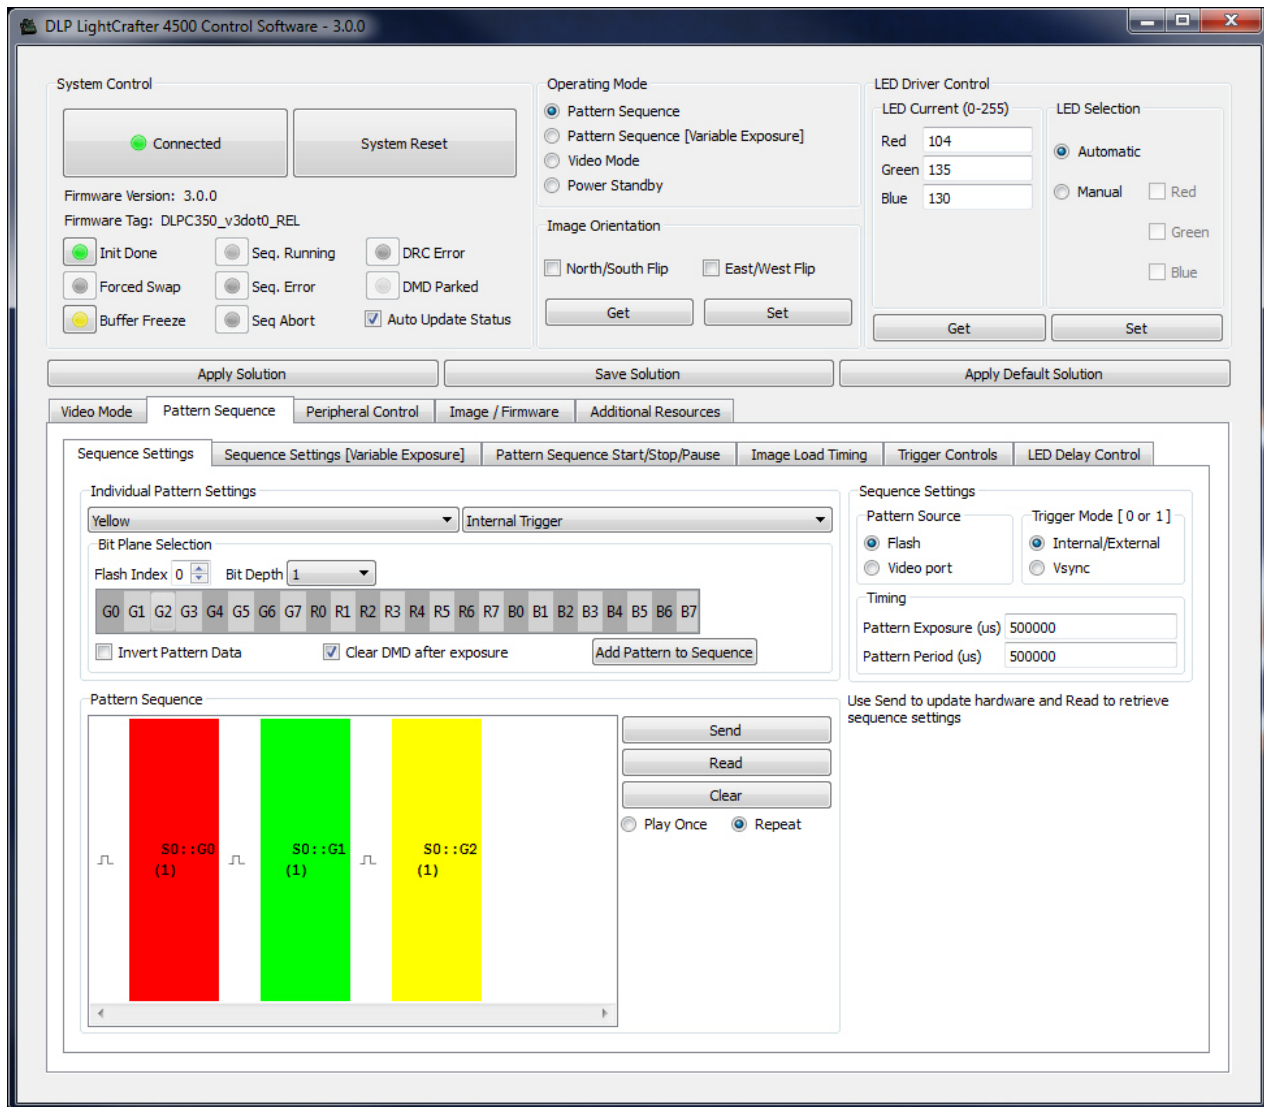 DLP LightCrafter 4500 Control Software - 3.0.0
System Control
Connected
System Reset
Firmware Version: 3.0.0
Firmware Tag: DLPC350_v3dot0_REL
Init Done
Seq. Running
DRC Error
Forced Swap
Seq. Error
DMD Parked
Buffer Freeze
Seq Abort
Auto Update Status
Operating Mode
Pattern Sequence
Pattern Sequence [Variable Exposure]
Video Mode
Power Standby
Image Orientation
North/South Flip
East/West Flip
Get
Set
LED Driver Control
LED Current (0-255)
Red 104
Green 135
Blue 130
LED Selection
Automatic
Manual
Red
Green
Blue
Get
Set
Apply Solution
Save Solution
Apply Default Solution
Video Mode
Pattern Sequence
Peripheral Control
Image / Firmware
Additional Resources
Sequence Settings
Sequence Settings [Variable Exposure]
Pattern Sequence Start/Stop/Pause
Image Load Timing
Trigger Controls
LED Delay Control
Individual Pattern Settings
Yellow
Internal Trigger
Bit Plane Selection
Flash Index 0
Bit Depth 1
G0 G1 G2 G3 G4 G5 G6 G7 R0 R1 R2 R3 R4 R5 R6 R7 B0 B1 B2 B3 B4 B5 B6 B7
Invert Pattern Data
Clear DMD after exposure
Add Pattern to Sequence
Sequence Settings
Pattern Source
Flash
Video port
Trigger Mode [ 0 or 1 ]
Internal/External
Vsync
Timing
Pattern Exposure (us) 500000
Pattern Period (us) 500000
Use Send to update hardware and Read to retrieve
sequence settings
Pattern Sequence
S0::G0
(1)
S0::G1
(1)
S0::G2
(1)
Send
Read
Clear
Play Once
Repeat